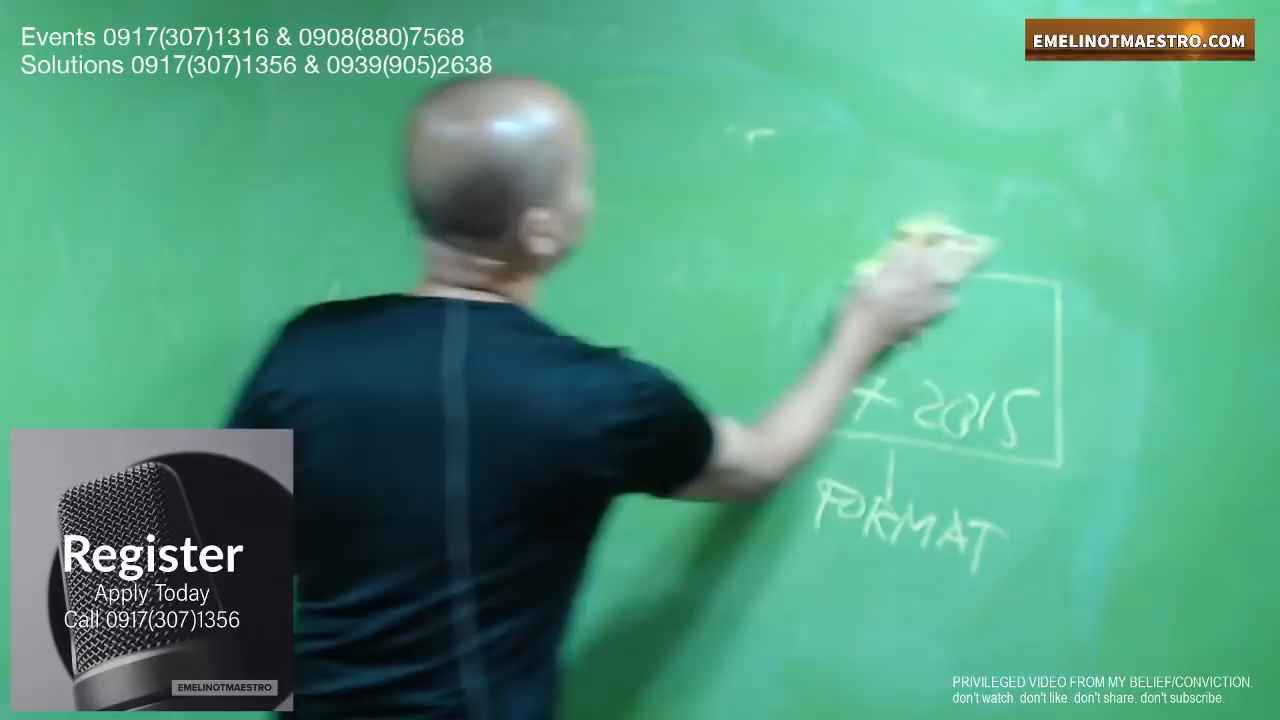 Events 0917(307)1316 & 0908(880)7568
Solutions 0917(307)1356 & 0939(905)2638
EMELINOTMAESTRO.COM
7 2015
FORMAT
Register
Apply Today
Call 0917(307)1356
EMELINOTMAESTRO
PRIVILEGED VIDEO FROM MY BELIEF/CONVICTION.
don't watch. don't like. don't share. don't subscribe.